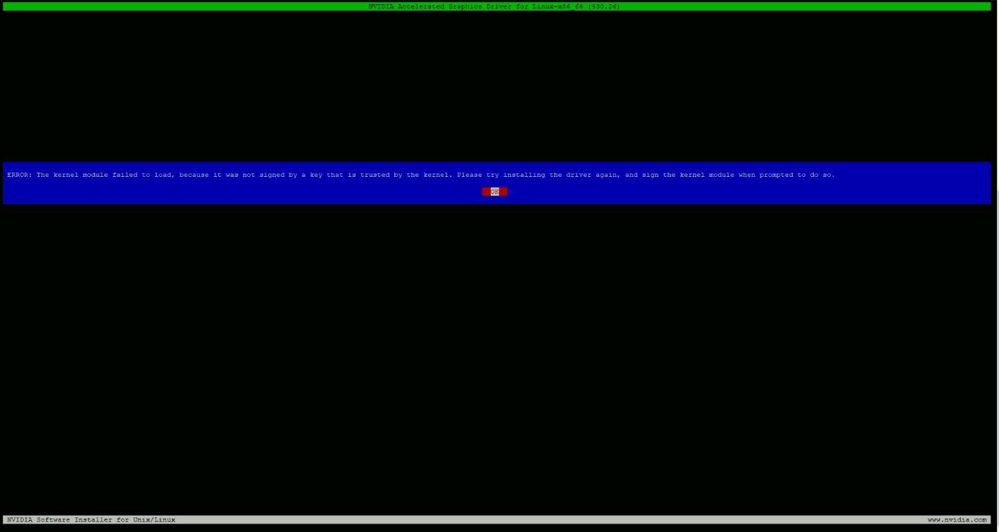 NVIDIA Accelerated Graphics Driver for Linux-x86_64 (430.26)
ERROR: The kernel module failed to load, because it was not signed by a key that is trusted by the kernel. Please try installing the driver again, and sign the kernel module when prompted to do so.
OK
NVIDIA Software Installer for Unix/Linux www.nvidia.com